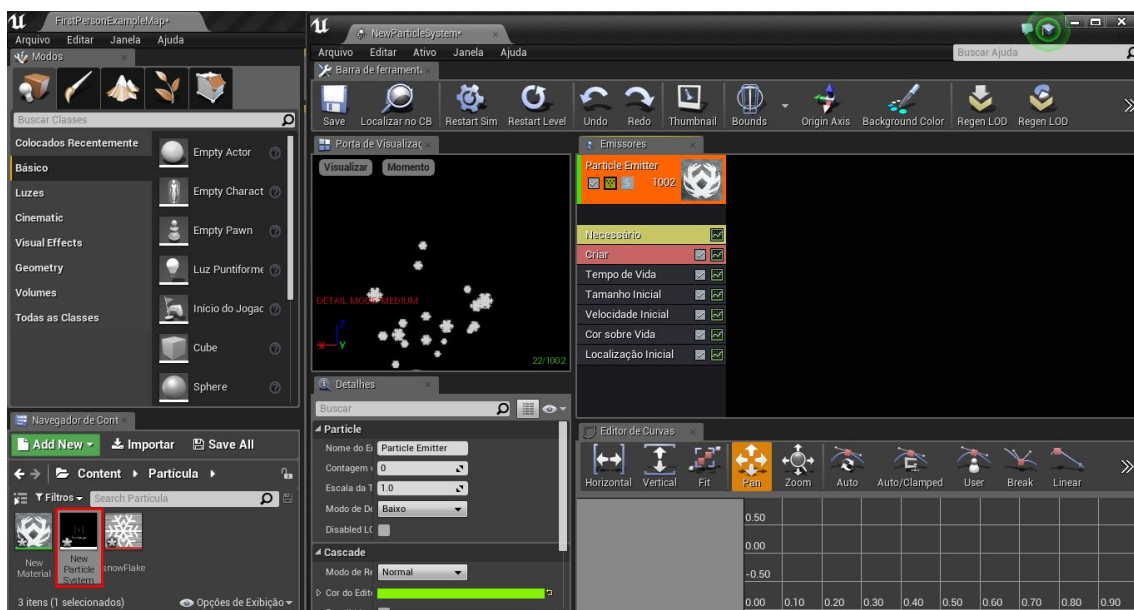 FirstPersonExampleMap*
Arquivo Editar Janela Ajuda
Modos
Buscar Classes
Colocados Recentemente
Básico
Luzes
Cinematic
Visual Effects
Geometry
Volumes
Todas as Classes
Empty Actor
Empty Charact
Empty Pawn
Luz Puntiforme
Inicio do Jogac
Cube
Sphere
Navegador de Cont
Add New Importar Save All
Content Partícula
Filtros Search Partícula
New Material
New Particle System
snowFlake
3 itens (1 selecionados) Opções de Exibição
NewParticleSystem*
Arquivo Editar Ativo Janela Ajuda
Buscar Ajuda
Barra de ferramenta
Save Localizar no CB Restart Sim Restart Level Undo Redo Thumbnail Bounds Origin Axis Background Color Regen LOD Regen LOD
Porta de Visualizaç
Visualizar Momento
DETAIL MODE: MEDIUM
Z
X Y
22/1002
Emissores
Particle Emitter
S 1002
Necessário
Criar
Tempo de Vida
Tamanho Inicial
Velocidade Inicial
Cor sobre Vida
Localização Inicial
Detalhes
Buscar
Particle
Nome do E Particle Emitter
Contagem 0
Escala da T 1.0
Modo de De Baixo
Disabled LO
Cascade
Modo de Re Normal
Cor do Edit
Editor de Curvas
Horizontal Vertical Fit Pan Zoom Auto Auto/Clamped User Break Linear
0.50
0.00
-0.50
0.00 0.10 0.20 0.30 0.40 0.50 0.60 0.70 0.80 0.90